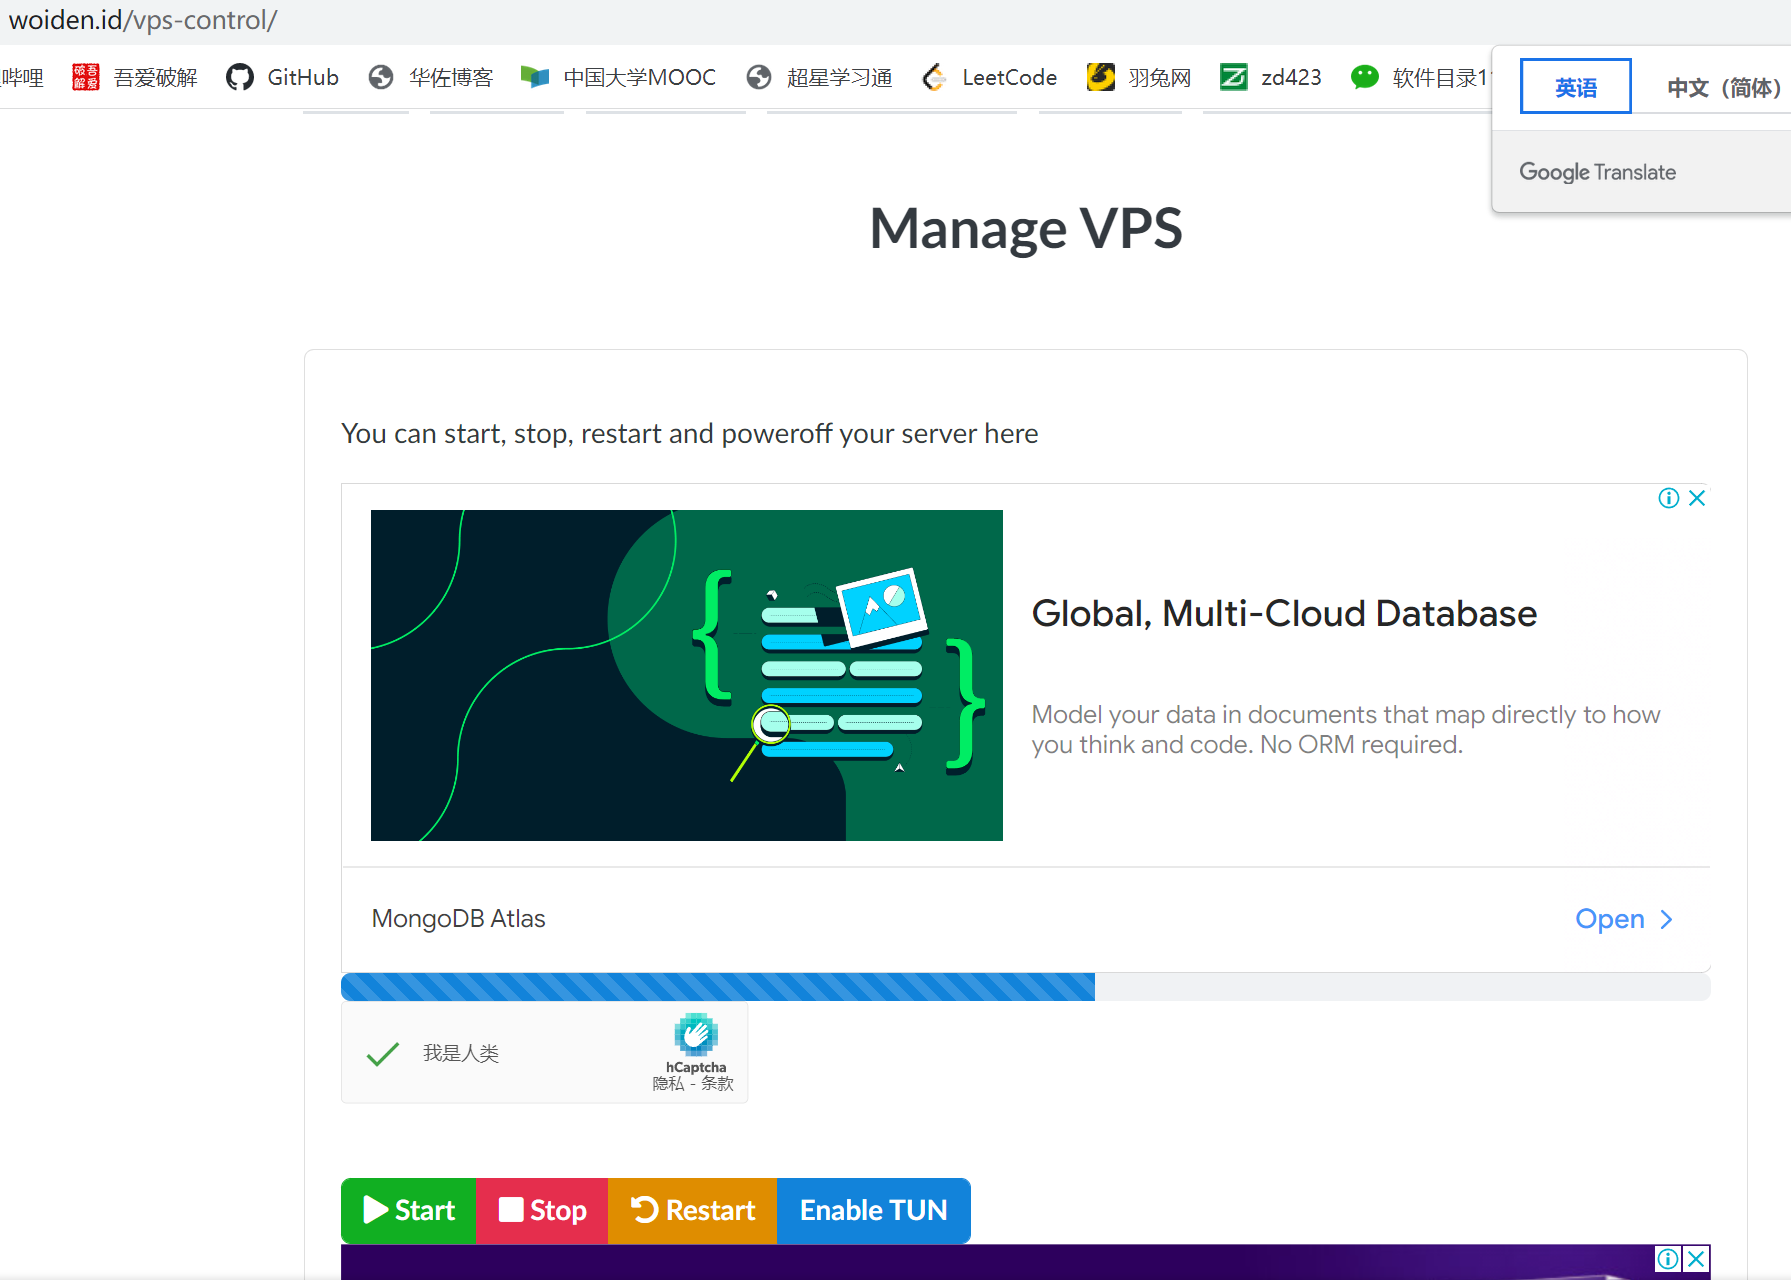 woiden.id/vps-control/
哔哩
吾爱破解
GitHub
华佐博客
中国大学MOOC
超星学习通
LeetCode
羽兔网
zd423
软件目录1
英语
中文（简体）
Google Translate
Manage VPS
You can start, stop, restart and poweroff your server here
Global, Multi-Cloud Database
Model your data in documents that map directly to how
you think and code. No ORM required.
MongoDB Atlas
Open
我是人类
hCaptcha
隐私 - 条款
Start
Stop
Restart
Enable TUN